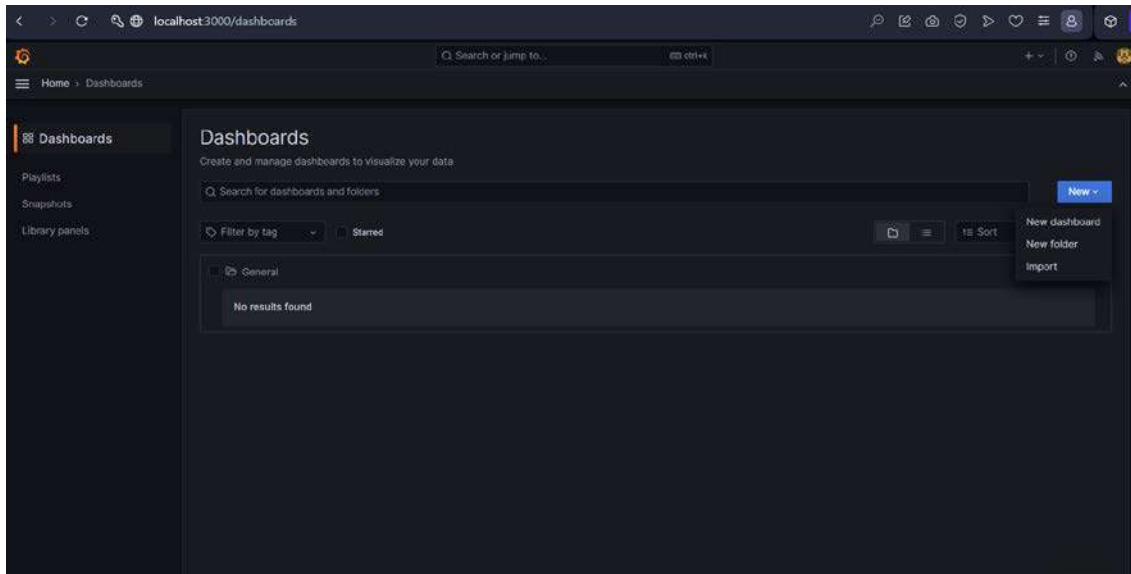 localhost:3000/dashboards
Search or jump to...
ctrl+k
Home › Dashboards
Dashboards
Playlists
Snapshots
Library panels
Dashboards
Create and manage dashboards to visualize your data
Search for dashboards and folders
New
Filter by tag
Starred
Sort
New dashboard
New folder
Import
General
No results found